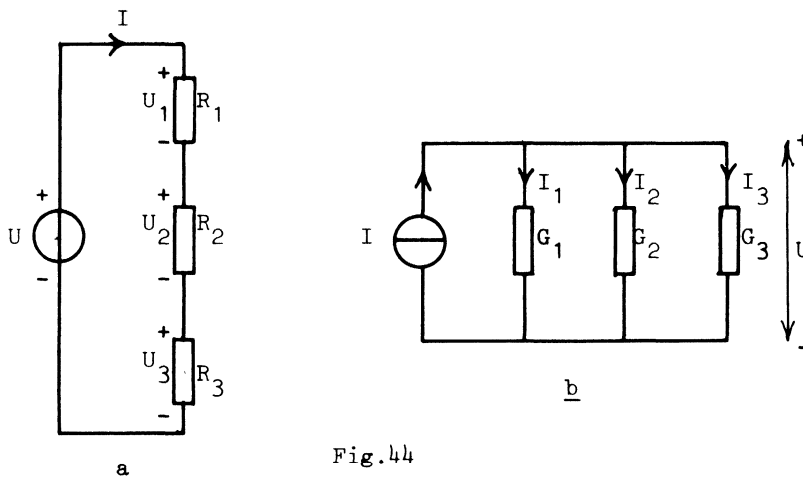 I
+
U₁ R₁
-
+
U₂ R₂
-
+
U
-
+
U₃ R₃
-
a
+
I₁ I₂ I₃
I G₁ G₂ G₃ U
-
b
Fig.44